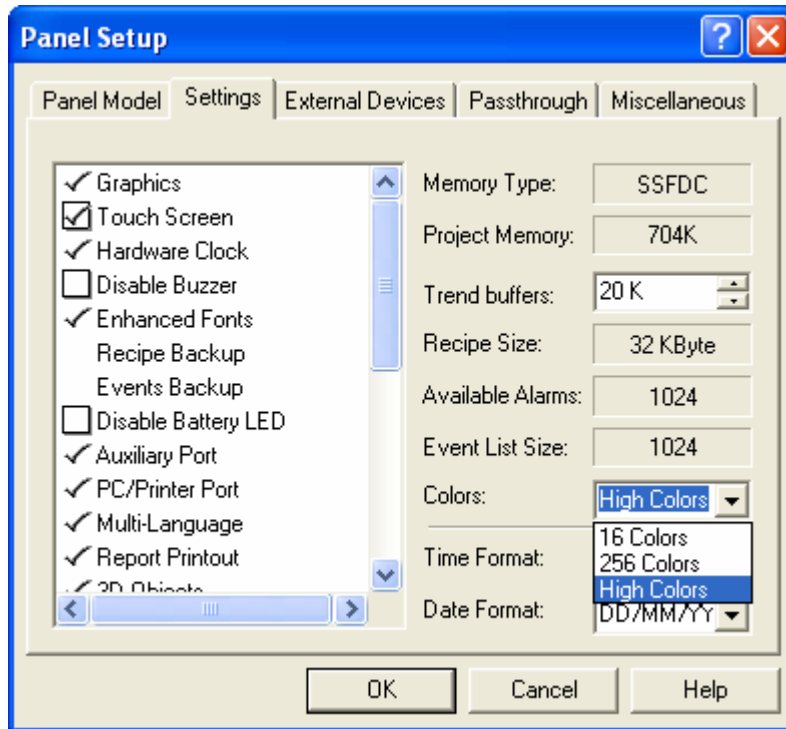 Panel Setup
Panel Model Settings External Devices Passthrough Miscellaneous
Graphics
Touch Screen
Hardware Clock
Disable Buzzer
Enhanced Fonts
Recipe Backup
Events Backup
Disable Battery LED
Auxiliary Port
PC/Printer Port
Multi-Language
Report Printout
3D Objects
Memory Type: SSFDC
Project Memory: 704K
Trend buffers: 20 K
Recipe Size: 32 KByte
Available Alarms: 1024
Event List Size: 1024
Colors: High Colors
16 Colors
256 Colors
High Colors
Time Format:
Date Format: DD/MM/YY
OK Cancel Help